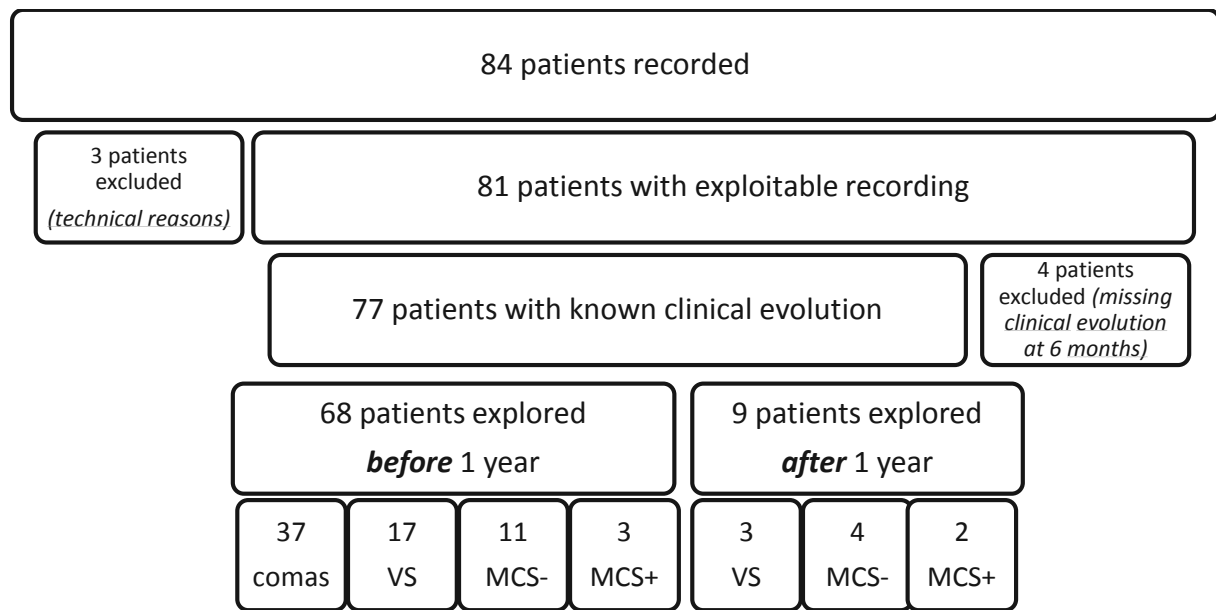 84 patients recorded
3 patients
excluded
(technical reasons)
81 patients with exploitable recording
77 patients with known clinical evolution
4 patients
excluded (missing
clinical evolution
at 6 months)
68 patients explored
before 1 year
9 patients explored
after 1 year
37
comas
17
VS
11
MCS-
3
MCS+
3
VS
4
MCS-
2
MCS+